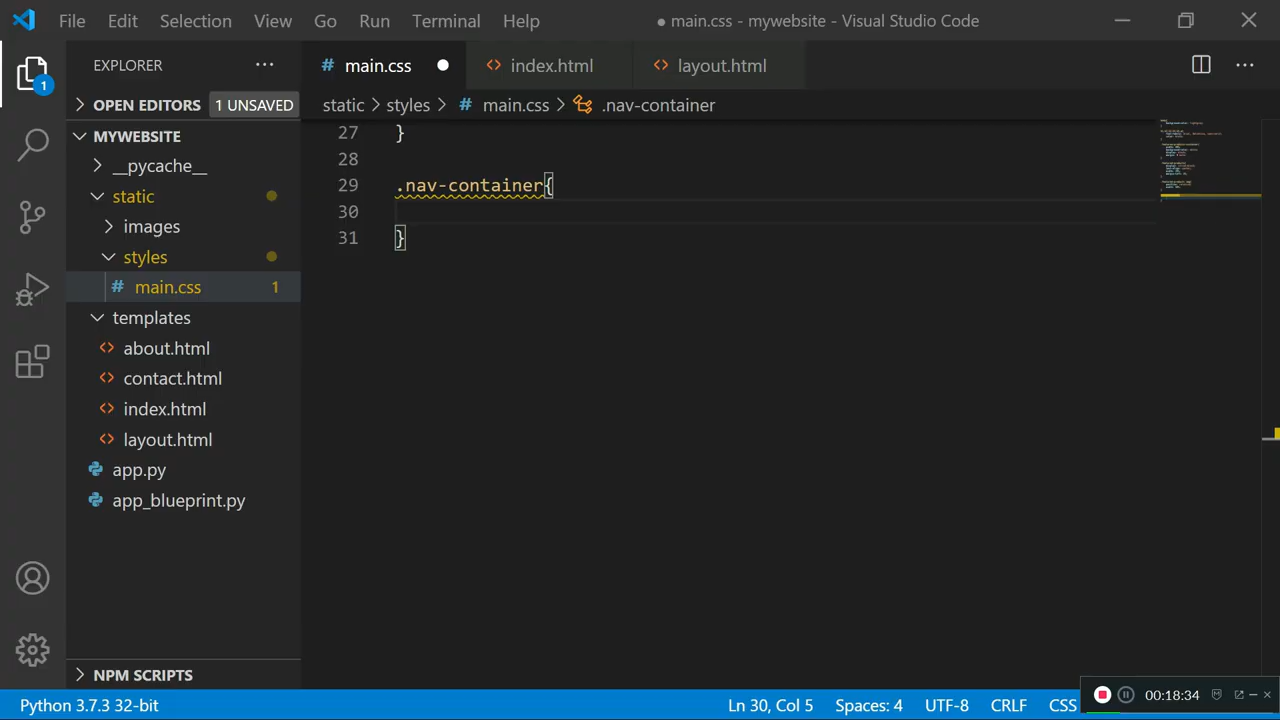 File Edit Selection View Go Run Terminal Help ● main.css - mywebsite - Visual Studio Code
EXPLORER
main.css index.html layout.html
OPEN EDITORS 1 UNSAVED
static > styles > # main.css > .nav-container
MYWEBSITE
__pycache__
static
images
styles
# main.css 1
templates
about.html
contact.html
index.html
layout.html
app.py
app_blueprint.py
NPM SCRIPTS
1
27 }
28
29 .nav-container{
30
31 }
Python 3.7.3 32-bit Ln 30, Col 5 Spaces: 4 UTF-8 CRLF CSS
00:18:34